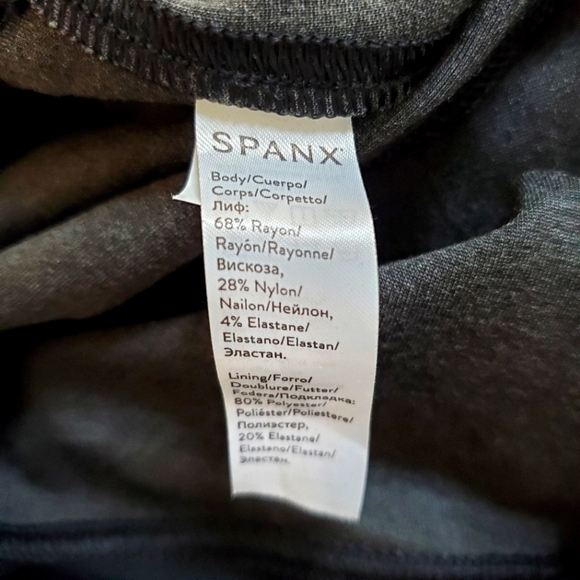 SPANX
Body/Cuerpo/
Corps/Corpetto/
Лиф:
68% Rayon/
Rayón/Rayonne/
Вискоза,
28% Nylon/
Nailon/Нейлон,
4% Elastane/
Elastano/Elastan/
Эластан.
Lining/Forro/
Doublure/Futter/
Fodera/Подкладка:
80% Polyester/
Poliéster/Poliestere/
Полиэстер,
20% Elastane/
Elastano/Elastan/
Эластан.